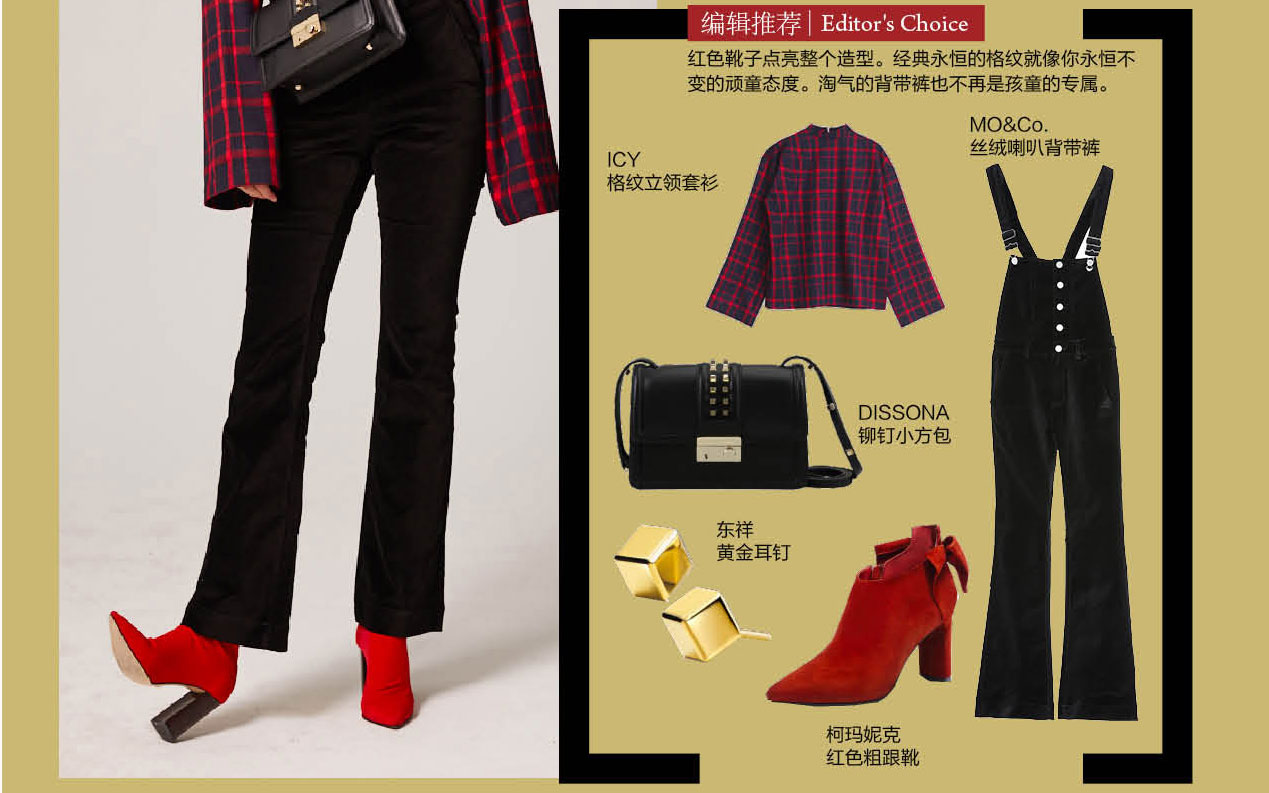 编辑推荐 | Editor's Choice
红色靴子点亮整个造型。经典永恒的格纹就像你永恒不
变的顽童态度。淘气的背带裤也不再是孩童的专属。
MO&Co.
丝绒喇叭背带裤
ICY
格纹立领套衫
DISSONA
铆钉小方包
东祥
黄金耳钉
柯玛妮克
红色粗跟靴